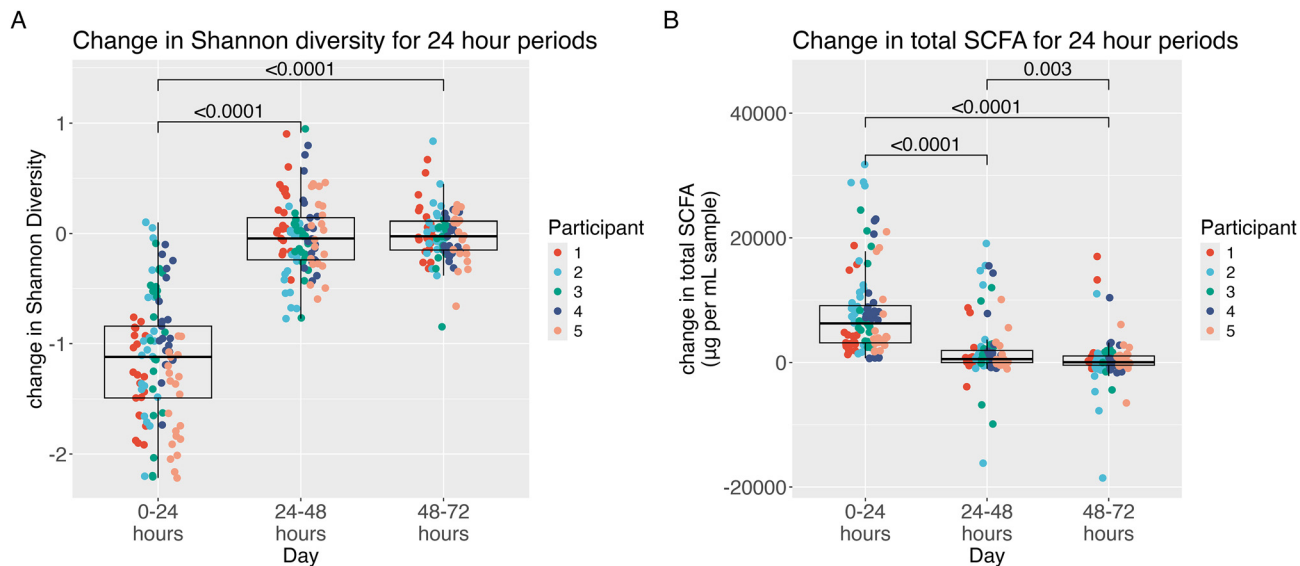 A
Change in Shannon diversity for 24 hour periods
<0.0001
<0.0001
1
0
-1
-2
change in Shannon Diversity
0-24
hours
24-48
hours
48-72
hours
Day
Participant
1
2
3
4
5
B
Change in total SCFA for 24 hour periods
0.003
<0.0001
<0.0001
40000
20000
0
-20000
change in total SCFA
(µg per mL sample)
0-24
hours
24-48
hours
48-72
hours
Day
Participant
1
2
3
4
5